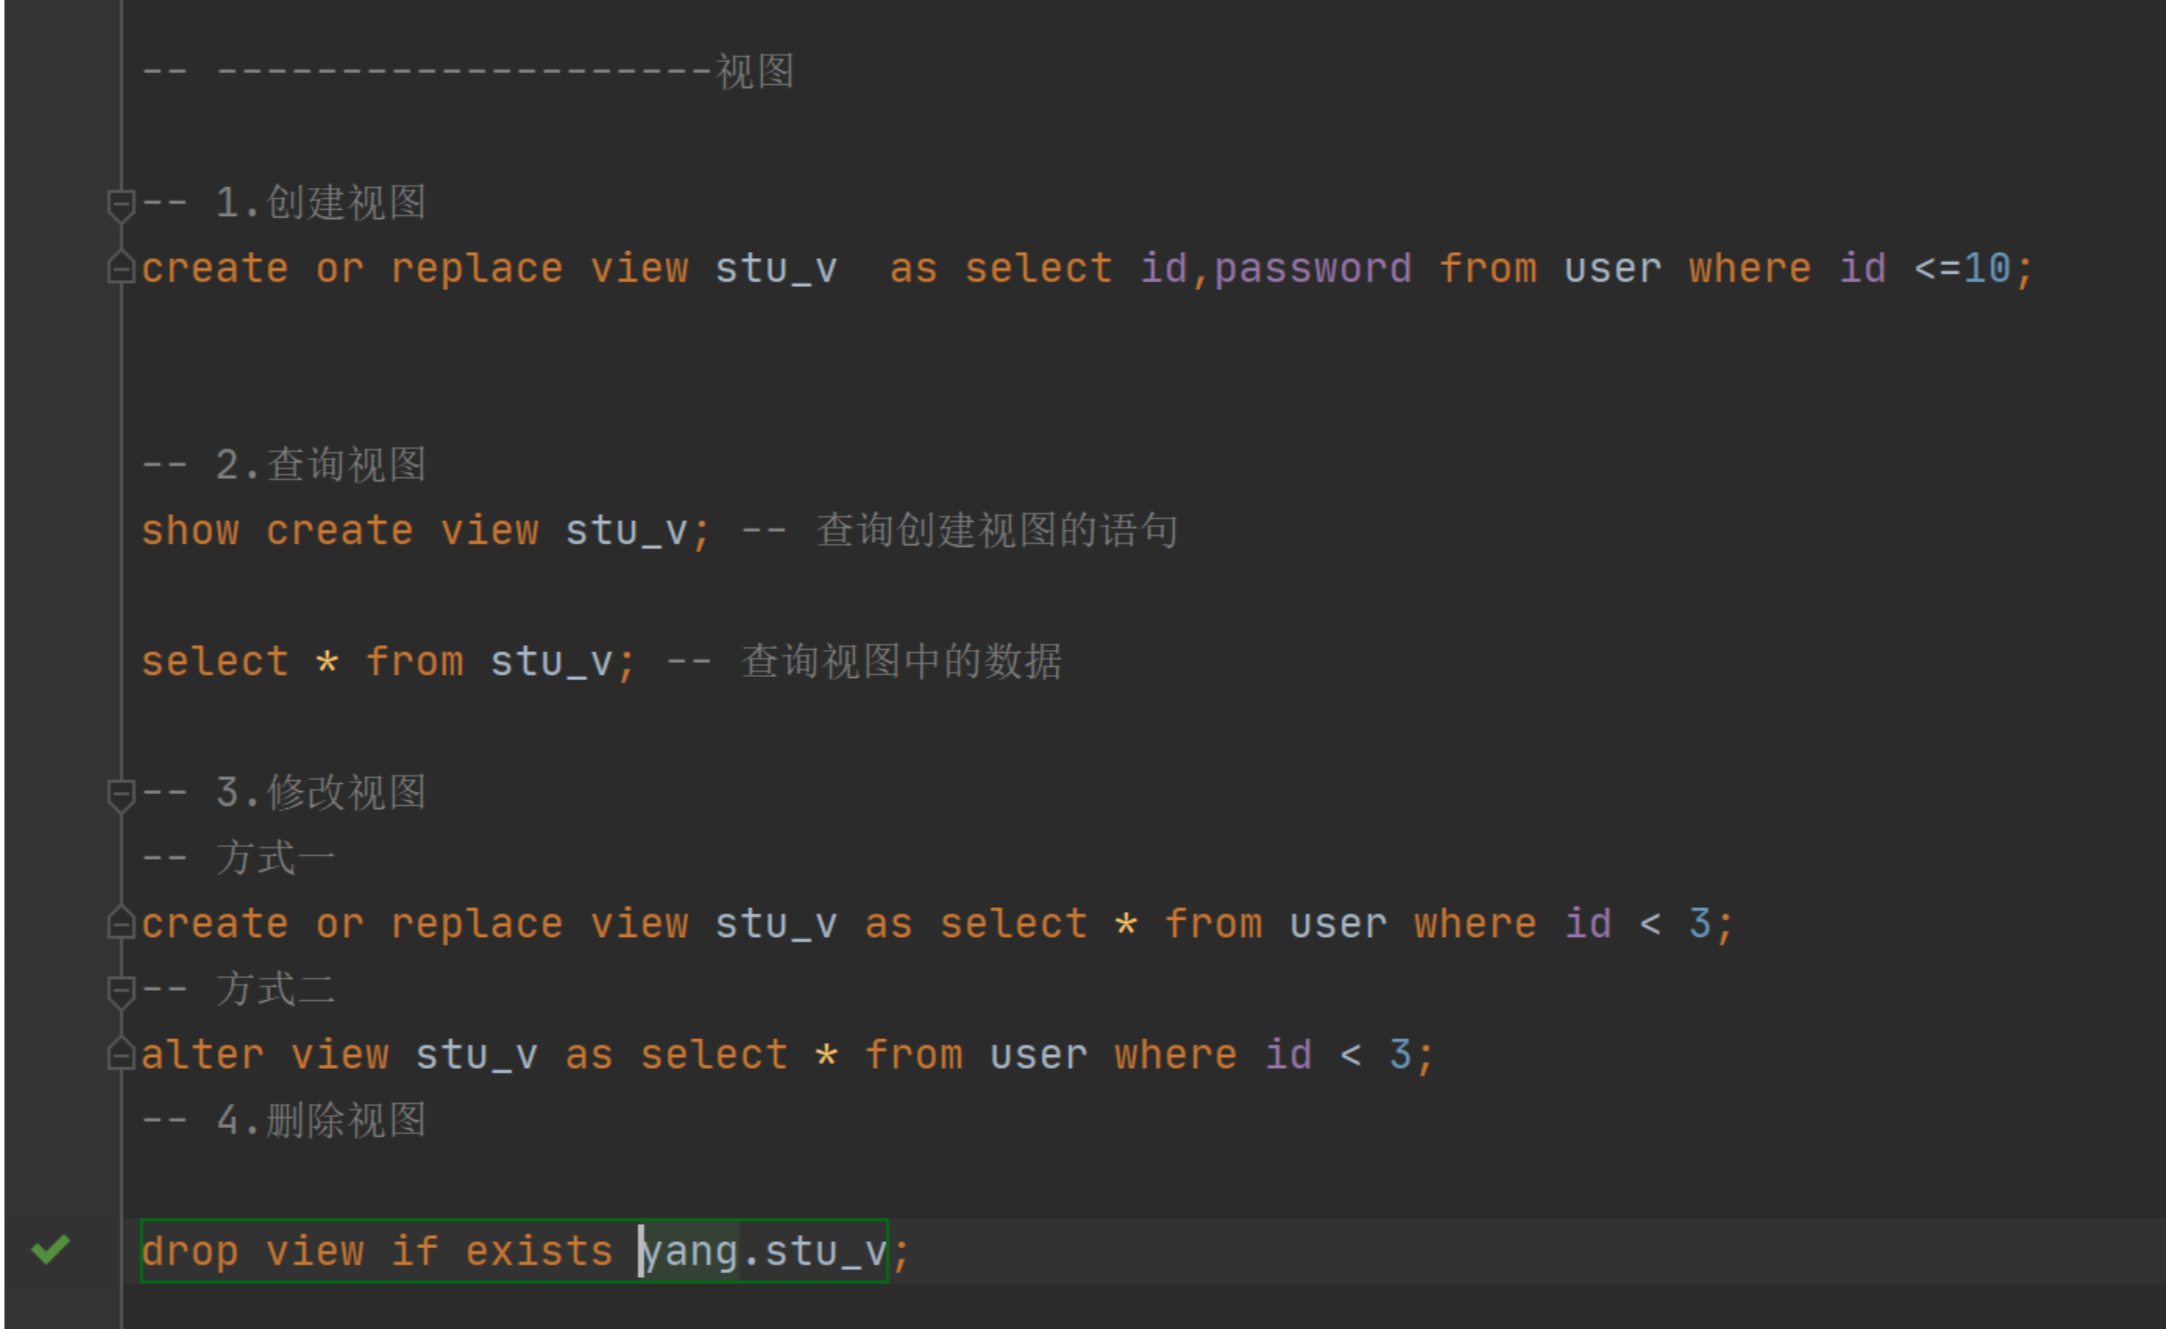 -- --------------------视图
-- 1.创建视图
create or replace view stu_v  as select id,password from user where id <=10;
-- 2.查询视图
show create view stu_v; -- 查询创建视图的语句
select * from stu_v; -- 查询视图中的数据
-- 3.修改视图
-- 方式一
create or replace view stu_v as select * from user where id < 3;
-- 方式二
alter view stu_v as select * from user where id < 3;
-- 4.删除视图
drop view if exists yang.stu_v;